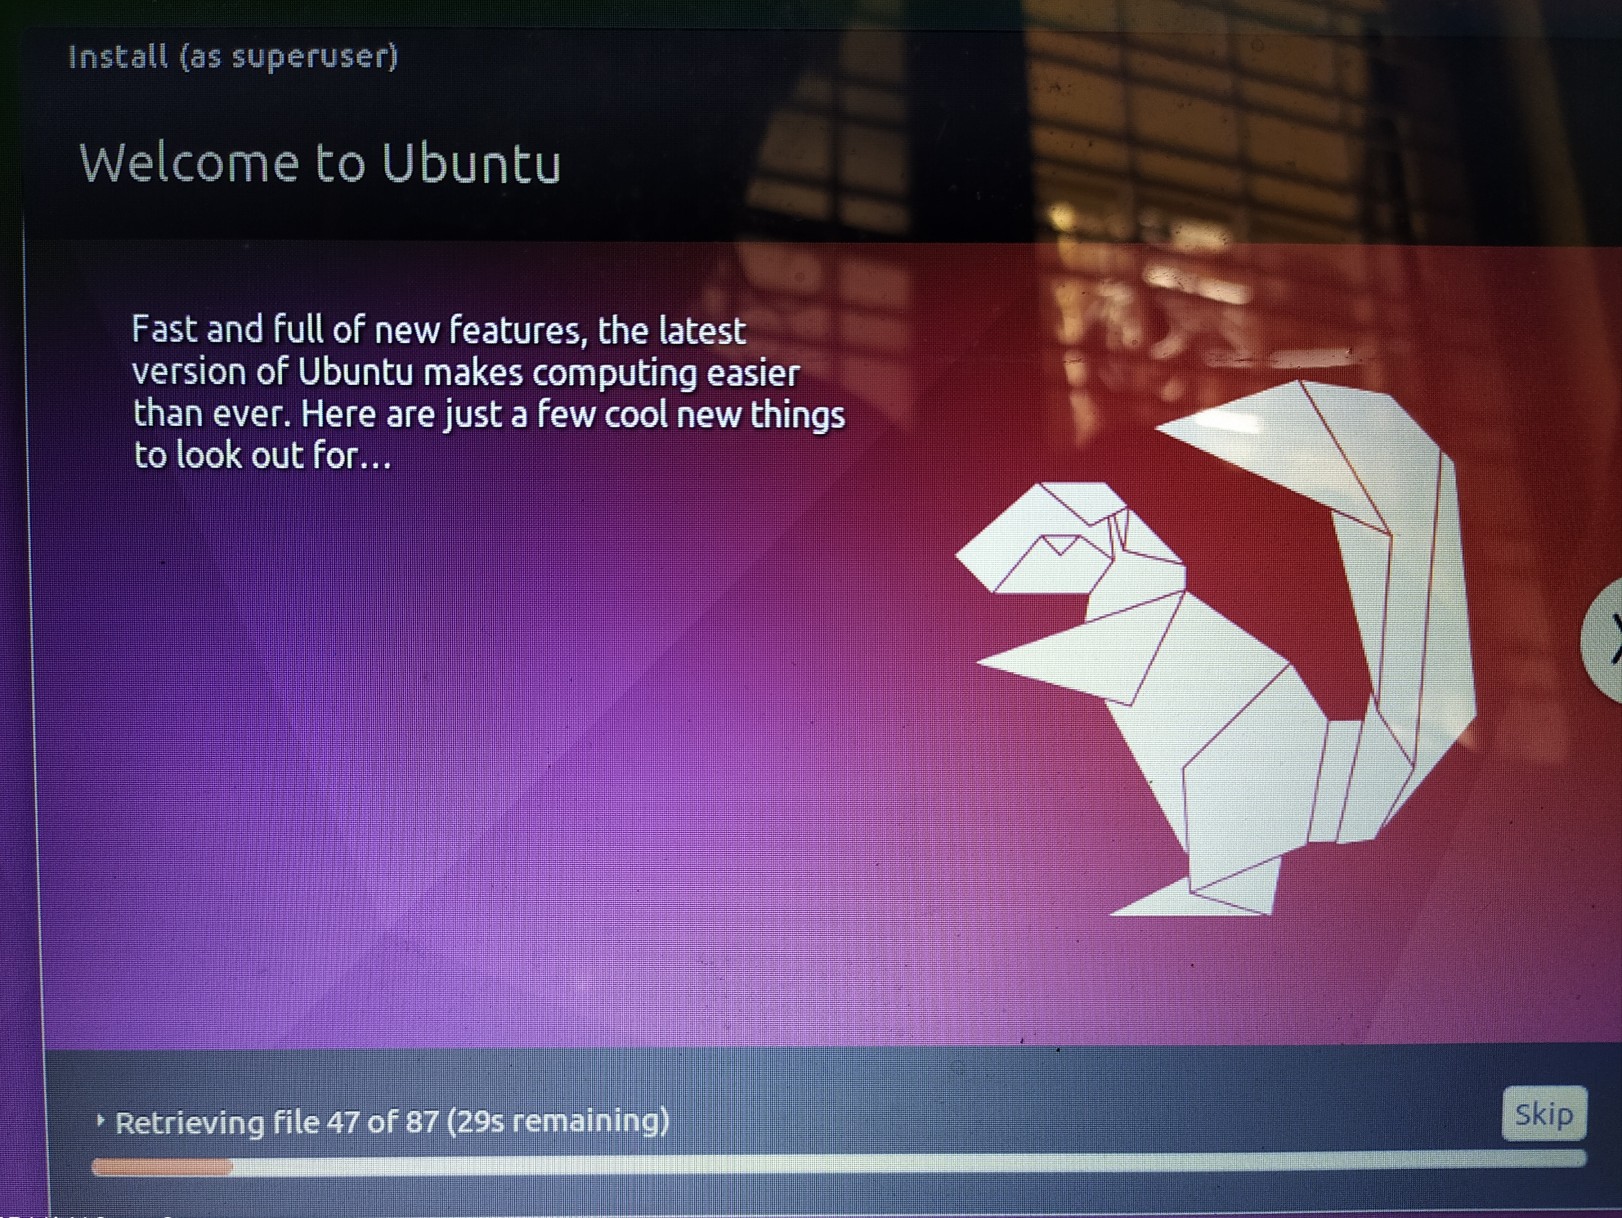 Install (as superuser)
Welcome to Ubuntu
Fast and full of new features, the latest
version of Ubuntu makes computing easier
than ever. Here are just a few cool new things
to look out for...
Retrieving file 47 of 87 (29s remaining)
Skip